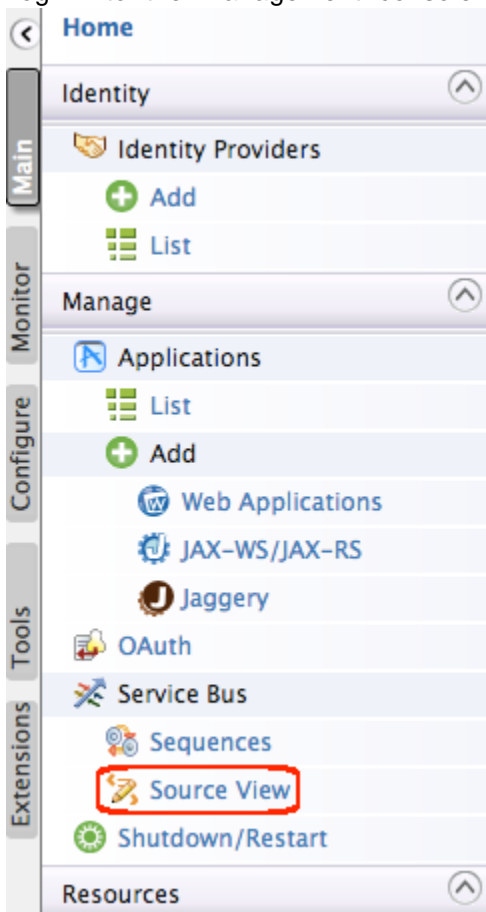 Home
Identity
Identity Providers
Add
List
Manage
Applications
List
Add
Web Applications
JAX-WS/JAX-RS
Jaggery
OAuth
Service Bus
Sequences
Source View
Shutdown/Restart
Resources
Main
Monitor
Configure
Tools
Extensions